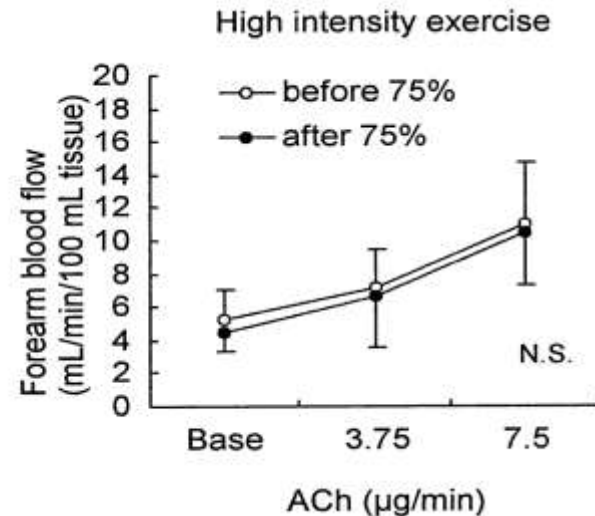 High intensity exercise
Forearm blood flow
(mL/min/100 mL tissue)
20
18
16
14
12
10
8
6
4
2
0
before 75%
after 75%
N.S.
Base 3.75 7.5
ACh (µg/min)